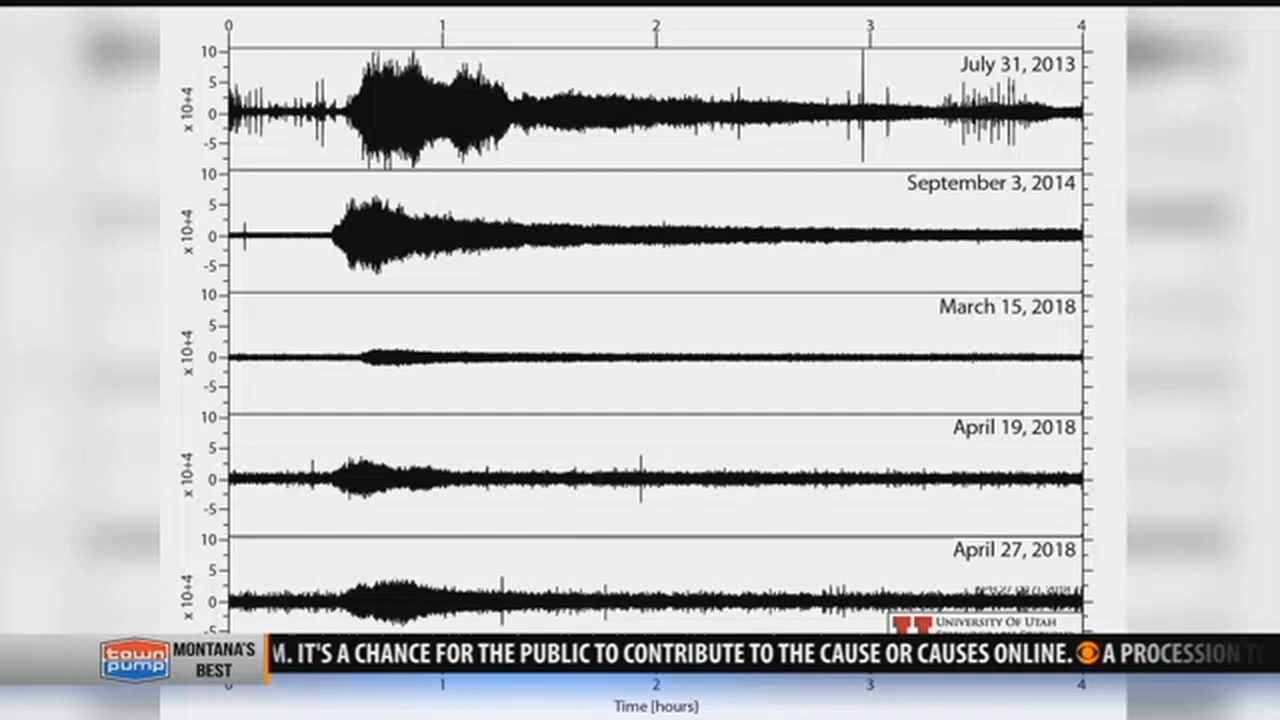 0 1 2 3 4
10
5
0
-5
x 10+4
July 31, 2013
10
5
0
-5
x 10+4
September 3, 2014
10
5
0
-5
x 10+4
March 15, 2018
10
5
0
-5
x 10+4
April 19, 2018
10
5
0
-5
x 10+4
April 27, 2018
UNIVERSITY OF UTAH
town
pump
MONTANA'S
BEST
M. IT'S A CHANCE FOR THE PUBLIC TO CONTRIBUTE TO THE CAUSE OR CAUSES ONLINE. A PROCESSION
0 1 2 3 4
Time [hours]